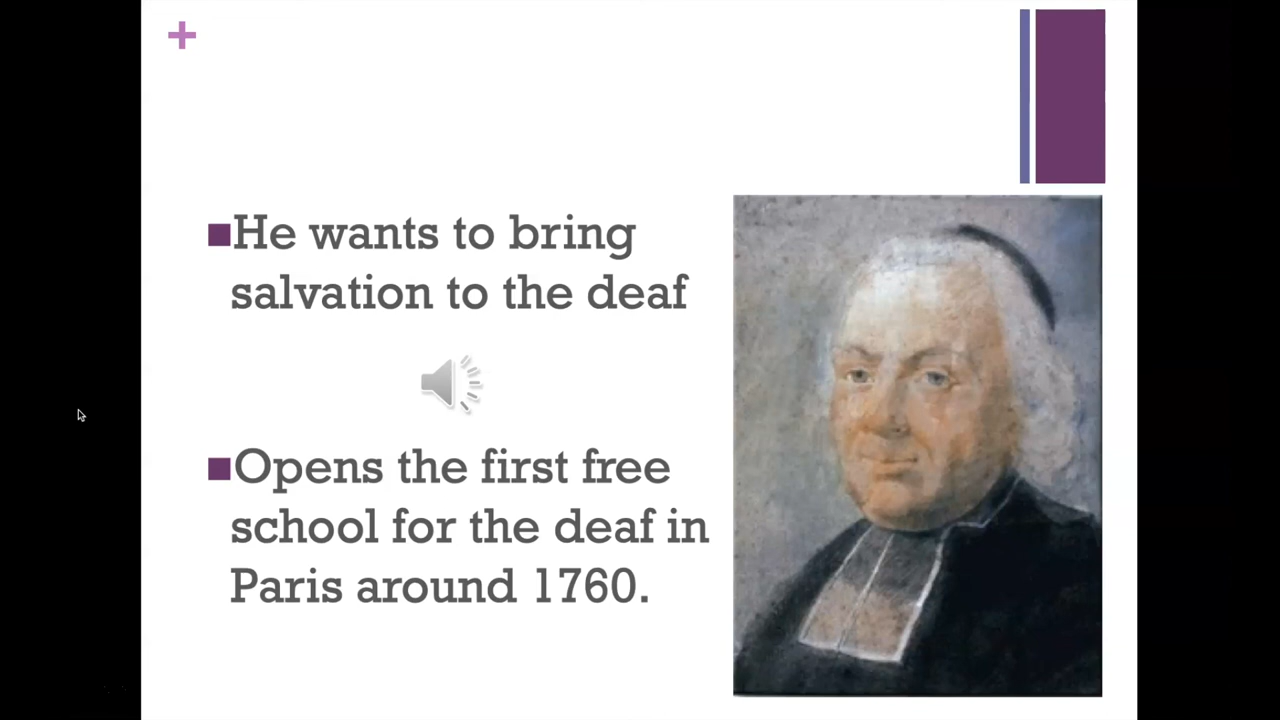 He wants to bring
salvation to the deaf
Opens the first free
school for the deaf in
Paris around 1760.